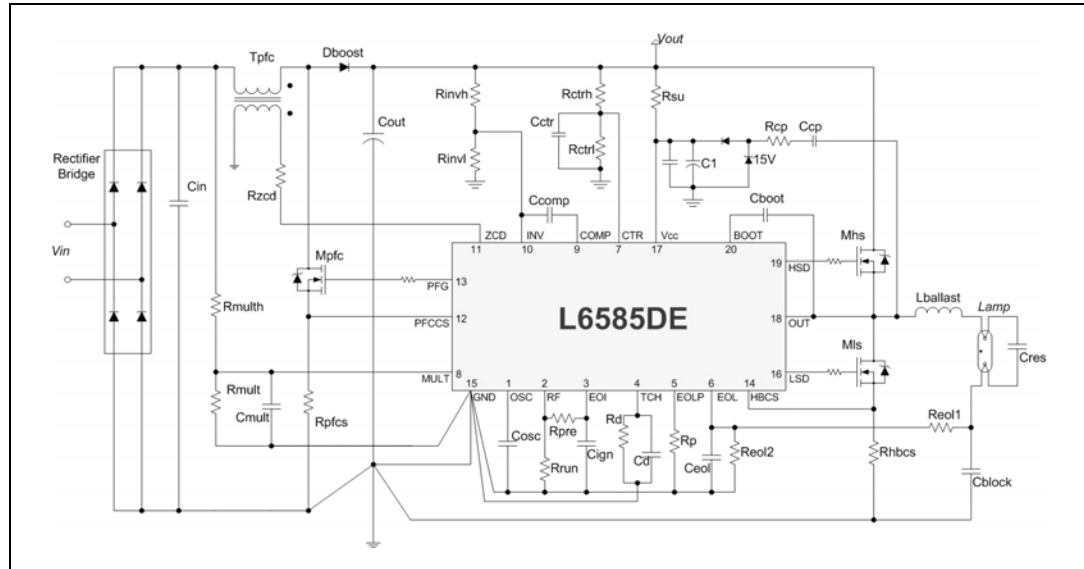 Vout
Tpfc
Dboost
Rinvh
Rctrh
Rsu
Cctr
Rcp
Ccp
Cout
Rinvl
Rctrl
C1
15V
Rectifier
Bridge
Cin
Rzcd
Ccomp
Cboot
ZCD
INV
COMP
CTR
Vcc
BOOT
11
10
9
7
17
20
Mhs
Vin
Mpfc
19
HSD
PFG
13
Rmulth
L6585DE
Lballast
Lamp
PFCCS
12
18
OUT
Mls
Cres
8
MULT
16
LSD
15
1
2
3
4
5
6
14
GND
OSC
RF
EOI
TCH
EOLP
EOL
HBCS
Rmult
Cmult
Rpfcs
Cosc
Rpre
Rrun
Cign
Rd
Cd
Rp
Ceol
Reol2
Reol1
Rhbcs
Cblock